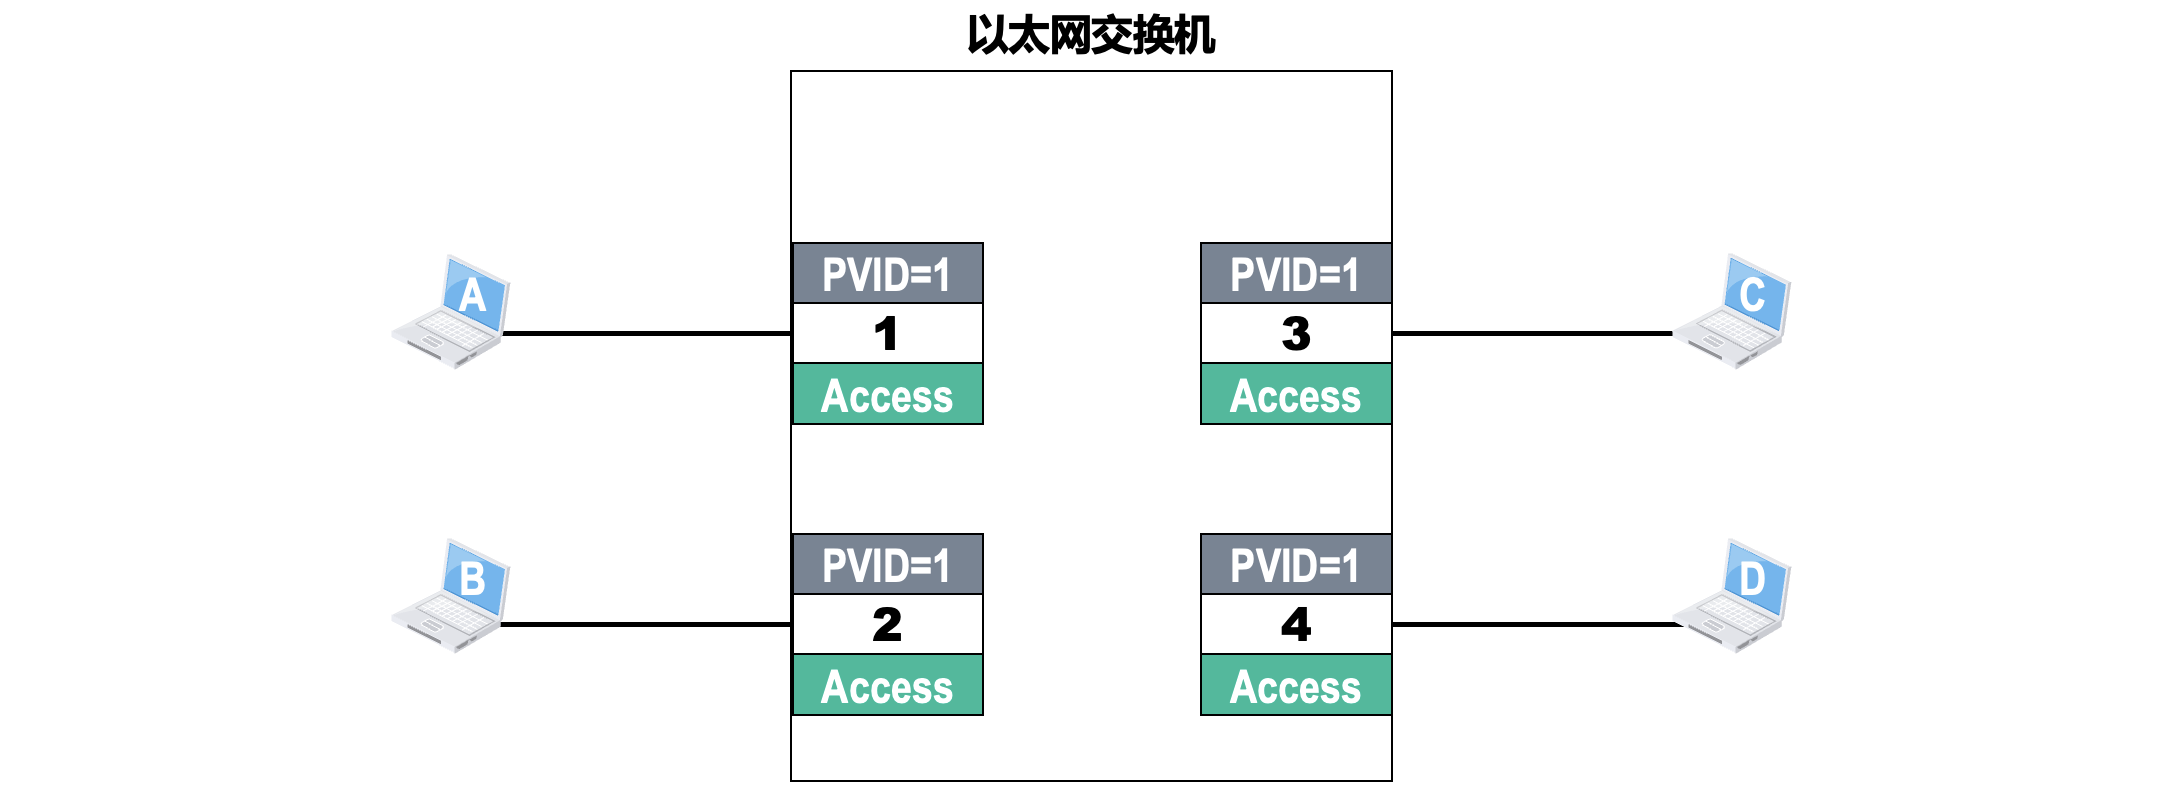 以太网交换机
PVID=1
1
Access
PVID=1
3
Access
A
C
PVID=1
2
Access
PVID=1
4
Access
B
D